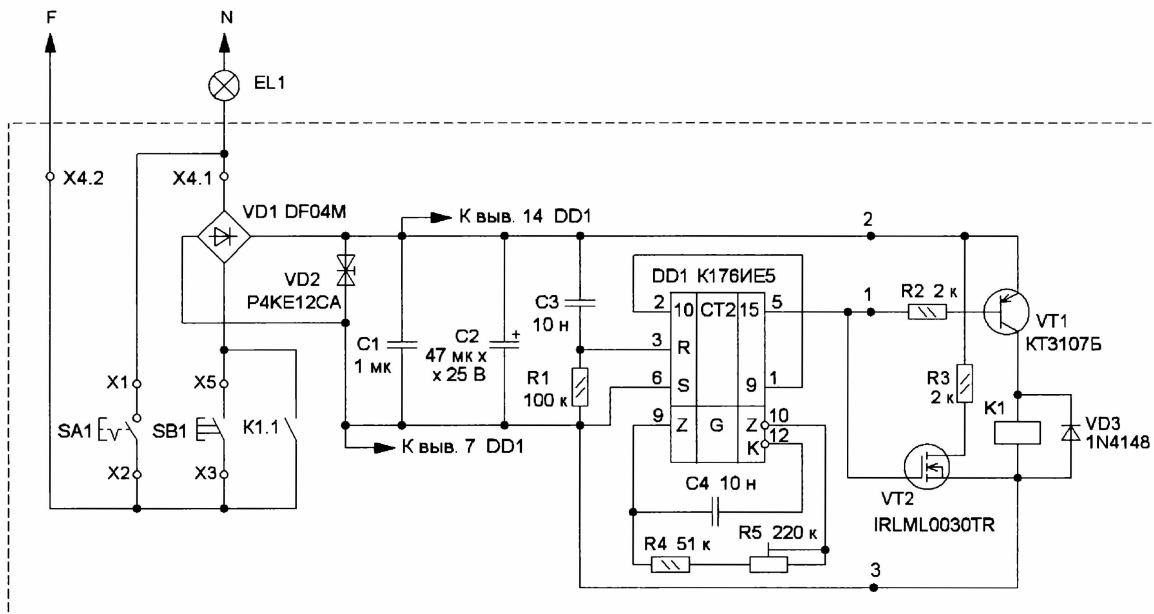 F
N
EL1
X4.2
X4.1
VD1 DF04M
К выв. 14 DD1
2
VD2
P4KE12CA
C1
1 мк
C2
47 мк х
х 25 В
+
C3
10 н
R1
100 к
DD1 К176ИЕ5
2
10
CT2
15
5
3
R
6
S
9
1
9
Z
G
Z
10
K
12
C4 10 н
R4 51 к
R5 220 к
1
R2 2 к
VT1
КТ3107Б
R3
2 к
K1
VD3
1N4148
VT2
IRLML0030TR
3
X1
X5
SA1
SB1
K1.1
X2
X3
К выв. 7 DD1